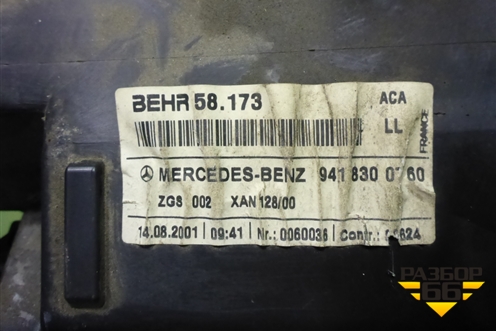 BEHR 58.173
ACA
LL
FRANCE
MERCEDES-BENZ 941 830 0760
ZGS 002 XAN 128/00
14.08.2001 | 09:41 | Nr.: 0060036 | Contr.:
РАЗБОР
66